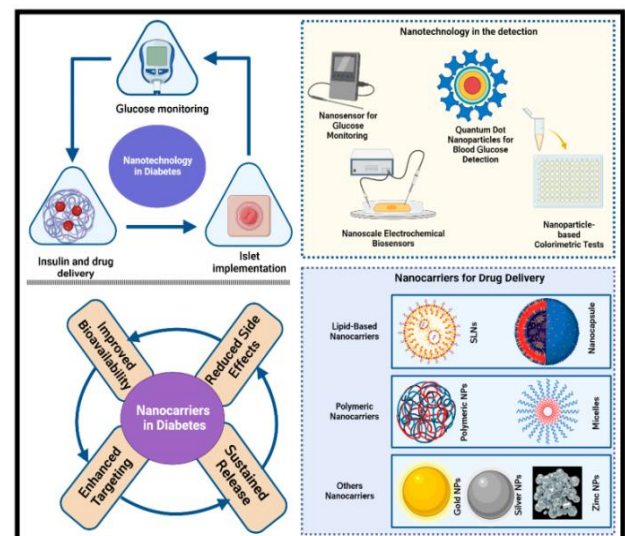 Glucose monitoring
Nanotechnology
in Diabetes
Insulin and drug
delivery
Islet
implementation
Nanotechnology in the detection
Nanosensor for
Glucose
Monitoring
Quantum Dot
Nanoparticles for
Blood Glucose
Detection
Nanoscale Electrochemical
Biosensors
Nanoparticle-
based
Colorimetric Tests
Improved
Bioavailability
Reduced Side
Effects
Nanocarriers
in Diabetes
Enhanced
Targeting
Sustained
Release
Nanocarriers for Drug Delivery
Lipid-Based
Nanocarriers
SLNs
Nanocapsule
Polymeric
Nanocarriers
Polymeric NPs
Micelles
Others
Nanocarriers
Gold NPs
Silver NPs
Zinc NPs